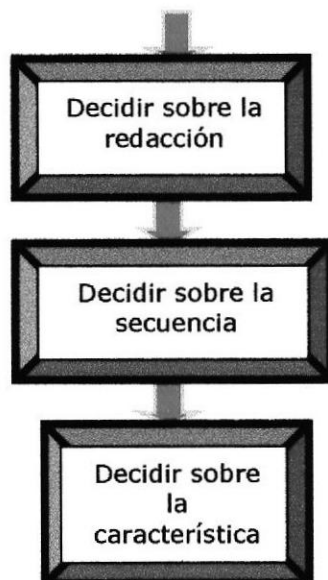 Decidir sobre la
redacción
Decidir sobre la
secuencia
Decidir sobre
la
característica